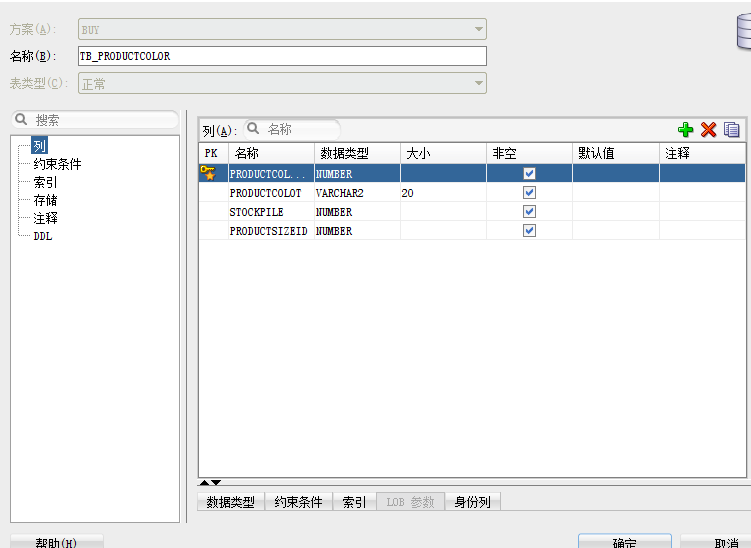 方案(A): BUY
名称(B): TB_PRODUCTCOLOR
表类型(C): 正常
搜索
列
约束条件
索引
存储
注释
DDL
列(A): 名称
PK 名称 数据类型 大小 非空 默认值 注释
PRODUCTCOL... NUMBER
PRODUCTCOLOT VARCHAR2 20
STOCKPILE NUMBER
PRODUCTSIZEID NUMBER
数据类型 约束条件 索引 LOB 参数 身份列
帮助(H) 确定 取消